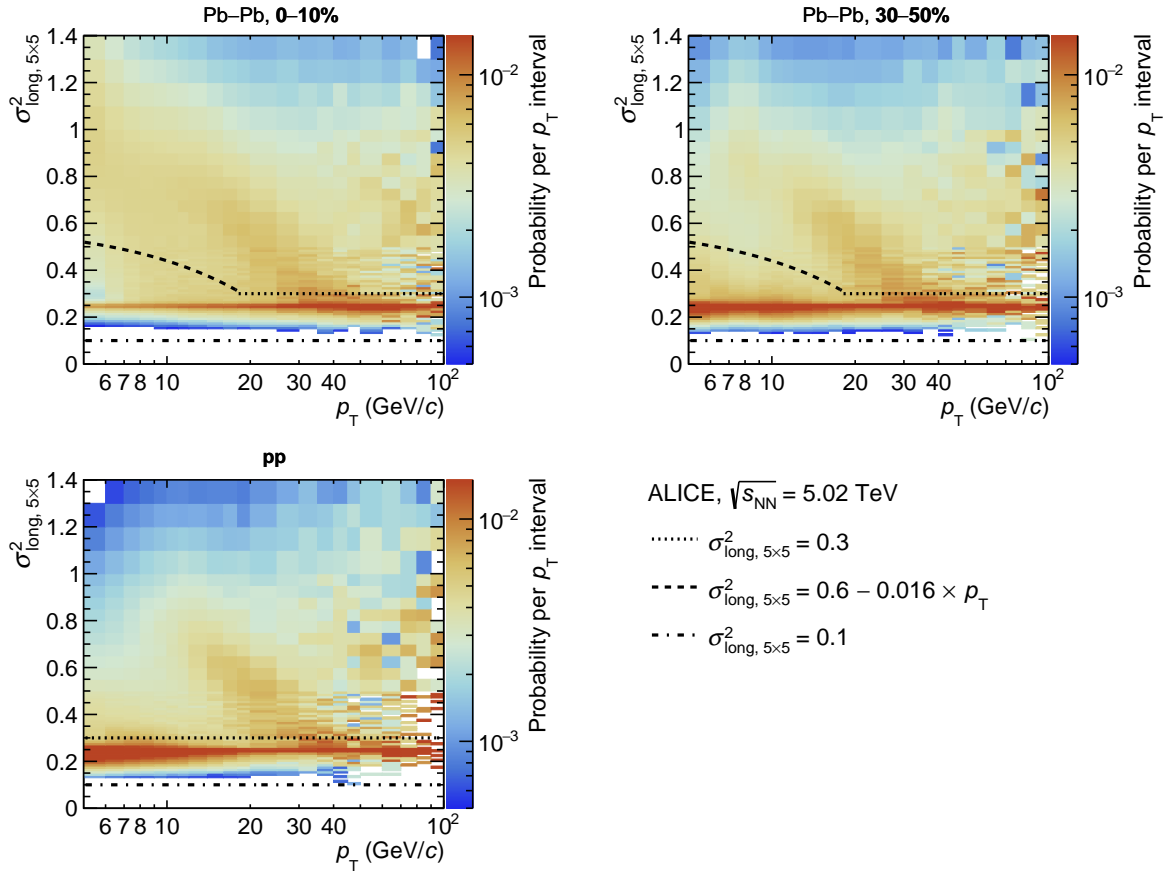 Pb–Pb, 0–10%
σ²long, 5×5
1.4
1.2
1
0.8
0.6
0.4
0.2
0
6 7 8 10 20 30 40 10²
pT (GeV/c)
10⁻²
10⁻³
Probability per pT interval
Pb–Pb, 30–50%
σ²long, 5×5
1.4
1.2
1
0.8
0.6
0.4
0.2
0
6 7 8 10 20 30 40 10²
pT (GeV/c)
10⁻²
10⁻³
Probability per pT interval
pp
σ²long, 5×5
1.4
1.2
1
0.8
0.6
0.4
0.2
0
6 7 8 10 20 30 40 10²
pT (GeV/c)
10⁻²
10⁻³
Probability per pT interval
ALICE, √sNN = 5.02 TeV
σ²long, 5×5 = 0.3
σ²long, 5×5 = 0.6 − 0.016 × pT
σ²long, 5×5 = 0.1